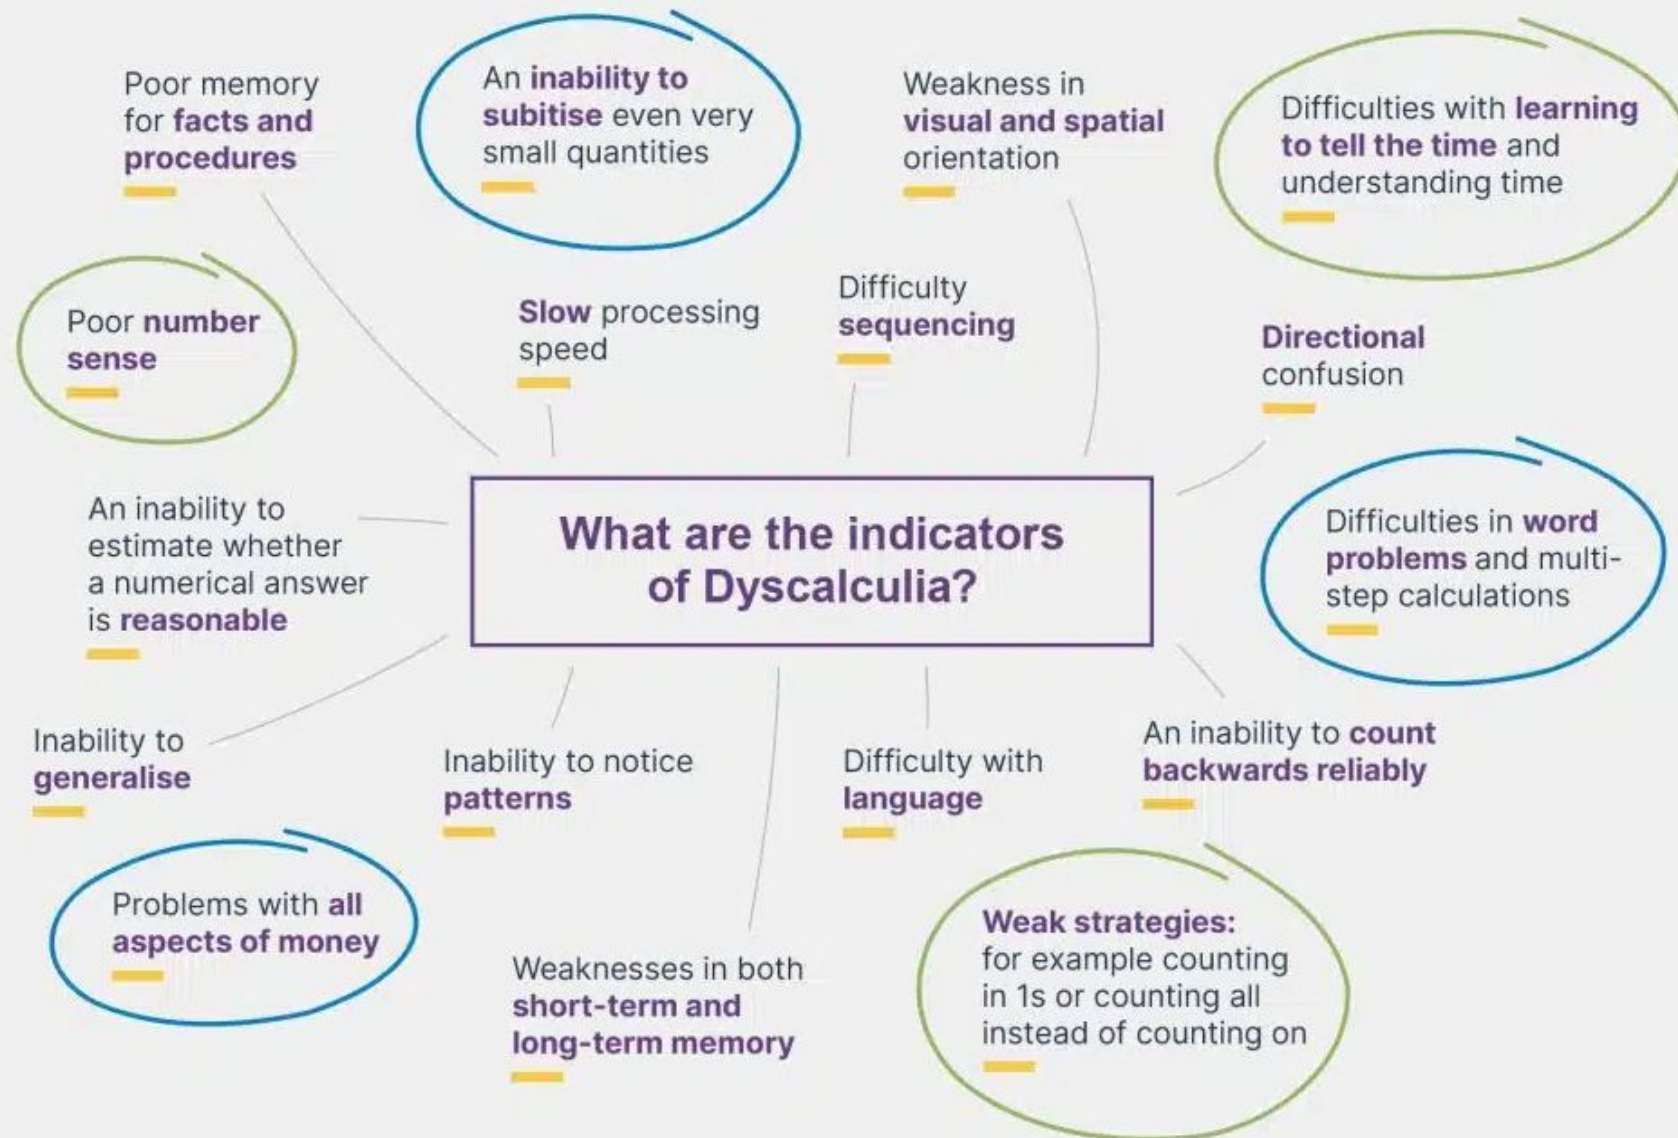 Poor memory
for facts and
procedures
An inability to
subitise even very
small quantities
Weakness in
visual and spatial
orientation
Difficulties with learning
to tell the time and
understanding time
Poor number
sense
Slow processing
speed
Difficulty
sequencing
Directional
confusion
An inability to
estimate whether
a numerical answer
is reasonable
What are the indicators
of Dyscalculia?
Difficulties in word
problems and multi-
step calculations
Inability to
generalise
Inability to notice
patterns
Difficulty with
language
An inability to count
backwards reliably
Problems with all
aspects of money
Weaknesses in both
short-term and
long-term memory
Weak strategies:
for example counting
in 1s or counting all
instead of counting on